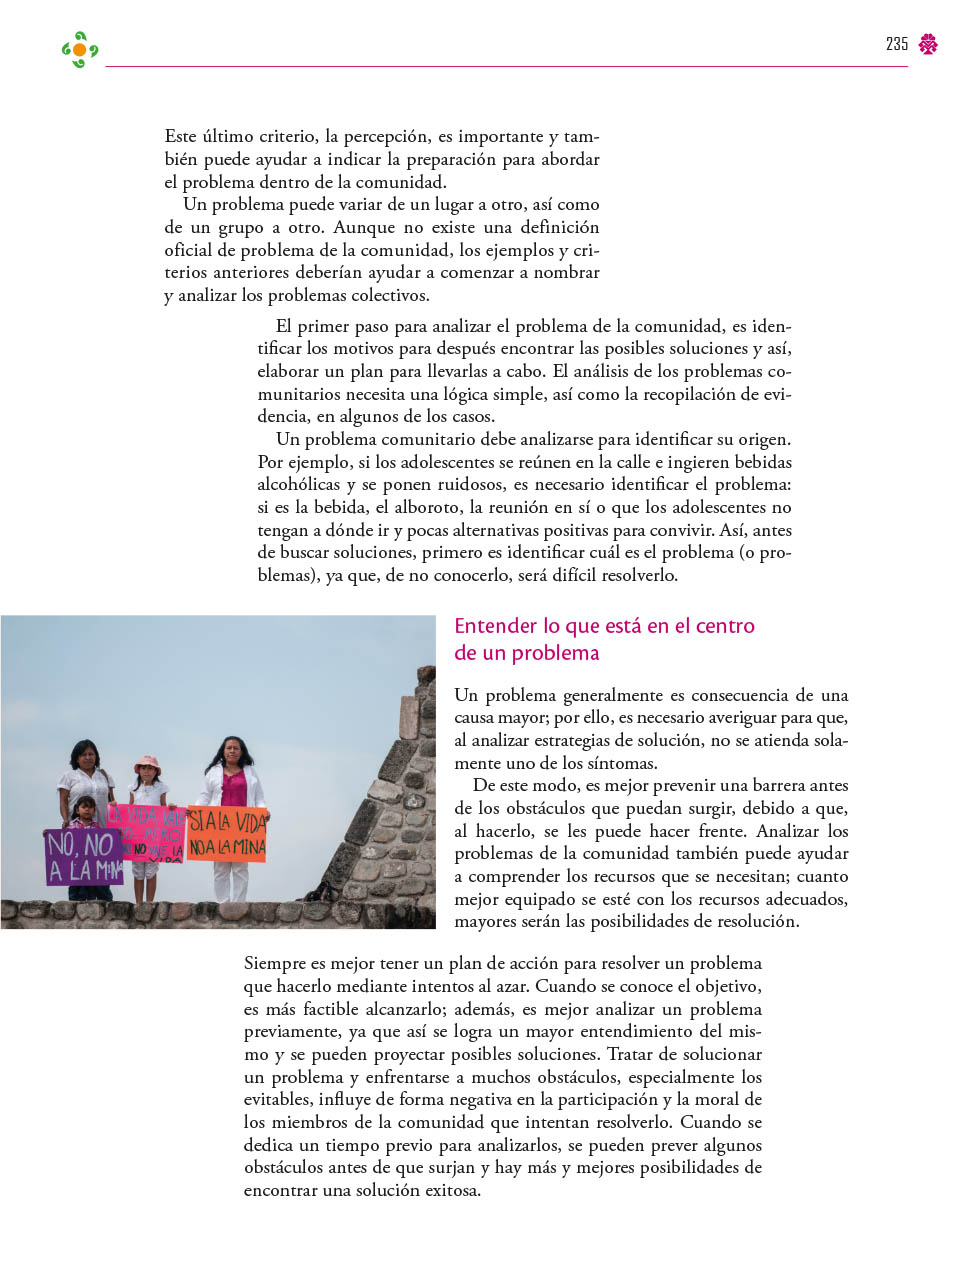 235
Este último criterio, la percepción, es importante y tam-
bién puede ayudar a indicar la preparación para abordar
el problema dentro de la comunidad.
Un problema puede variar de un lugar a otro, así como
de un grupo a otro. Aunque no existe una definición
oficial de problema de la comunidad, los ejemplos y cri-
terios anteriores deberían ayudar a comenzar a nombrar
y analizar los problemas colectivos.
El primer paso para analizar el problema de la comunidad, es iden-
tificar los motivos para después encontrar las posibles soluciones y así,
elaborar un plan para llevarlas a cabo. El análisis de los problemas co-
munitarios necesita una lógica simple, así como la recopilación de evi-
dencia, en algunos de los casos.
Un problema comunitario debe analizarse para identificar su origen.
Por ejemplo, si los adolescentes se reúnen en la calle e ingieren bebidas
alcohólicas y se ponen ruidosos, es necesario identificar el problema:
si es la bebida, el alboroto, la reunión en sí o que los adolescentes no
tengan a dónde ir y pocas alternativas positivas para convivir. Así, antes
de buscar soluciones, primero es identificar cuál es el problema (o pro-
blemas), ya que, de no conocerlo, será difícil resolverlo.
NO, NO
A LA MINA
LA
VIDA
SI A LA VIDA
NO A LA MINA
Entender lo que está en el centro
de un problema
Un problema generalmente es consecuencia de una
causa mayor; por ello, es necesario averiguar para que,
al analizar estrategias de solución, no se atienda sola-
mente uno de los síntomas.
De este modo, es mejor prevenir una barrera antes
de los obstáculos que puedan surgir, debido a que,
al hacerlo, se les puede hacer frente. Analizar los
problemas de la comunidad también puede ayudar
a comprender los recursos que se necesitan; cuanto
mejor equipado se esté con los recursos adecuados,
mayores serán las posibilidades de resolución.
Siempre es mejor tener un plan de acción para resolver un problema
que hacerlo mediante intentos al azar. Cuando se conoce el objetivo,
es más factible alcanzarlo; además, es mejor analizar un problema
previamente, ya que así se logra un mayor entendimiento del mis-
mo y se pueden proyectar posibles soluciones. Tratar de solucionar
un problema y enfrentarse a muchos obstáculos, especialmente los
evitables, influye de forma negativa en la participación y la moral de
los miembros de la comunidad que intentan resolverlo. Cuando se
dedica un tiempo previo para analizarlos, se pueden prever algunos
obstáculos antes de que surjan y hay más y mejores posibilidades de
encontrar una solución exitosa.